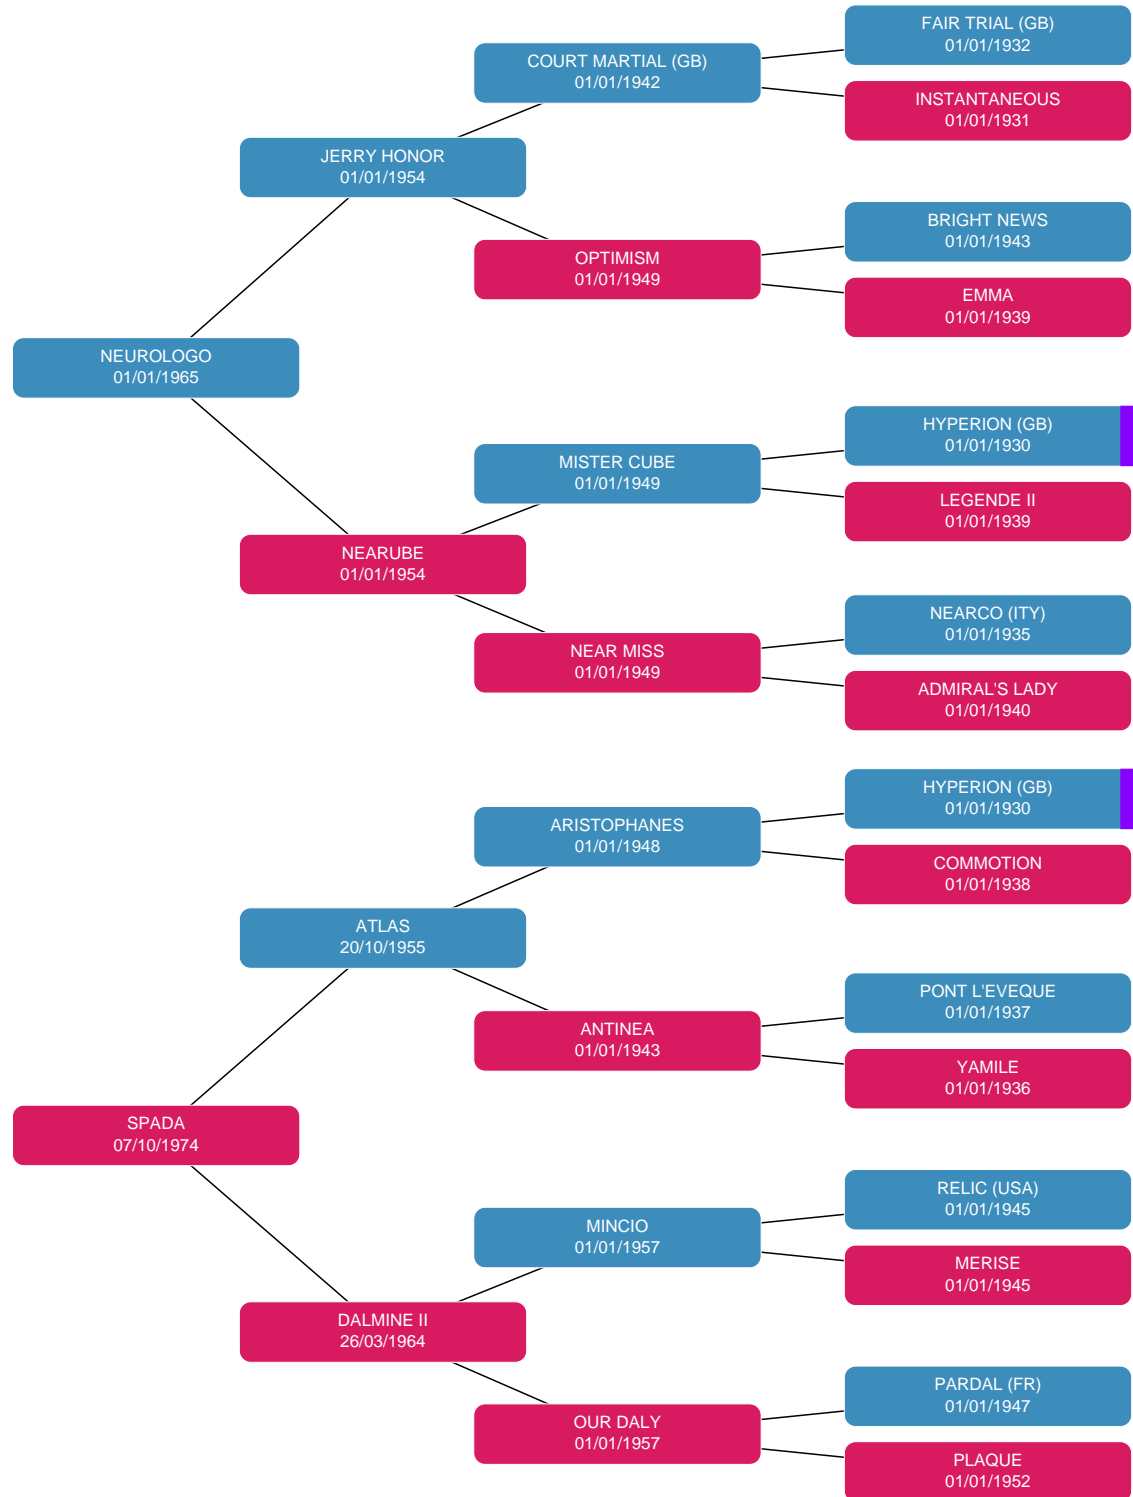 FAIR TRIAL (GB)
01/01/1932
COURT MARTIAL (GB)
01/01/1942
INSTANTANEOUS
01/01/1931
JERRY HONOR
01/01/1954
BRIGHT NEWS
01/01/1943
OPTIMISM
01/01/1949
EMMA
01/01/1939
NEUROLOGO
01/01/1965
HYPERION (GB)
01/01/1930
MISTER CUBE
01/01/1949
LEGENDE II
01/01/1939
NEARUBE
01/01/1954
NEARCO (ITY)
01/01/1935
NEAR MISS
01/01/1949
ADMIRAL'S LADY
01/01/1940
HYPERION (GB)
01/01/1930
ARISTOPHANES
01/01/1948
COMMOTION
01/01/1938
ATLAS
20/10/1955
PONT L'EVEQUE
01/01/1937
ANTINEA
01/01/1943
YAMILE
01/01/1936
SPADA
07/10/1974
RELIC (USA)
01/01/1945
MINCIO
01/01/1957
MERISE
01/01/1945
DALMINE II
26/03/1964
PARDAL (FR)
01/01/1947
OUR DALY
01/01/1957
PLAQUE
01/01/1952